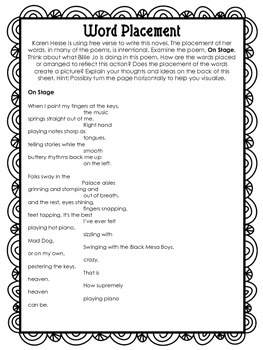 Word Placement
Karen Hesse is using free verse to write this novel. The placement of her
words, in many of the poems, is intentional. Examine the poem, On Stage.
Think about what Billie Jo is doing in this poem. How are the words placed
or arranged to reflect this action? Does the placement of the words
create a picture? Explain your thoughts and ideas on the back of this
sheet. Hint: Possibly turn the page horizontally to help you visualize.
On Stage
When I point my fingers at the keys,
the music
springs straight out of me.
Right hand
playing notes sharp as
tongues,
telling stories while the
smooth
buttery rhythms back me up
on the left.
Folks sway in the
Palace aisles
grinning and stomping and
out of breath,
and the rest, eyes shining,
fingers snapping,
feet tapping. It's the best
I've ever felt
playing hot piano,
sizzling with
Mad Dog,
Swinging with the Black Mesa Boys,
or on my own,
crazy,
pestering the keys.
That is
heaven.
How supremely
heaven
playing piano
can be.